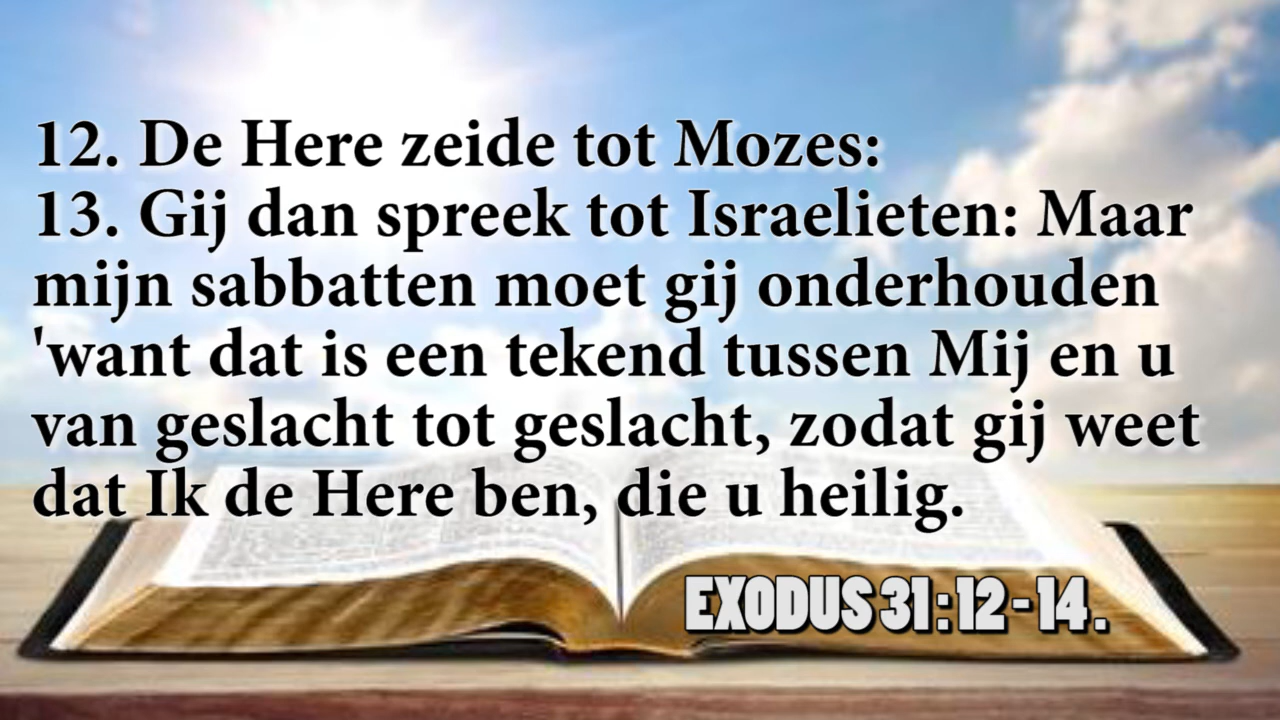 12. De Here zeide tot Mozes:
13. Gij dan spreek tot Israelieten: Maar
mijn sabbatten moet gij onderhouden
'want dat is een tekend tussen Mij en u
van geslacht tot geslacht, zodat gij weet
dat Ik de Here ben, die u heilig.
EXODUS 31:12-14.